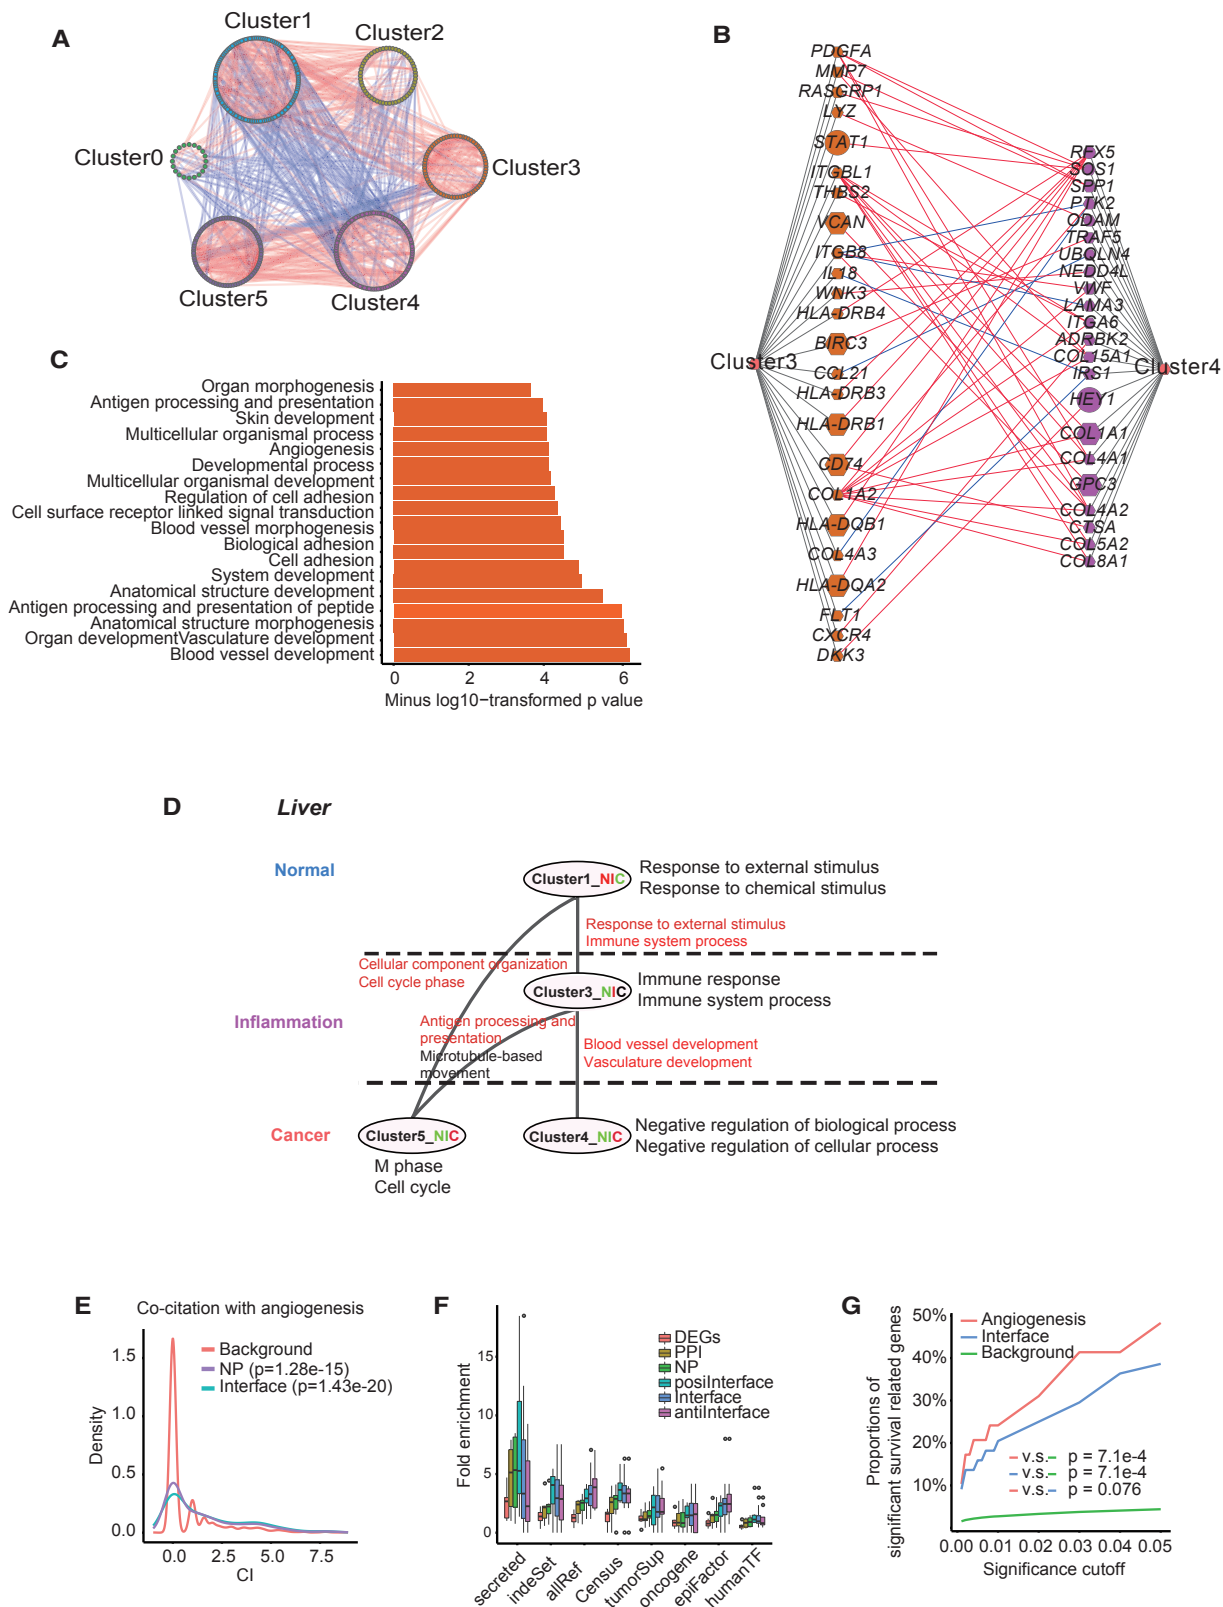 A
Cluster1
Cluster2
Cluster0
Cluster3
Cluster5
Cluster4
B
PDGFA
MMP7
RASGRP1
LYZ
STAT1
ITGBL1
THBS2
VCAN
ITGB8
IL18
WNK3
HLA-DRB4
BIRC3
CCL21
HLA-DRB3
HLA-DRB1
CD74
COL1A2
HLA-DQB1
COL4A3
HLA-DQA2
FLT1
CXCR4
DKK3
Cluster3
RFX5
SOS1
SPP1
PTK2
ODAM
TRAF5
UBQLN4
NEDD4L
VWF
LAMA3
ITGA6
ADRBK2
COL15A1
IRS1
HEY1
COL1A1
COL4A1
GPC3
COL4A2
CTSA
COL5A2
COL8A1
Cluster4
C
Organ morphogenesis
Antigen processing and presentation
Skin development
Multicellular organismal process
Angiogenesis
Developmental process
Multicellular organismal development
Regulation of cell adhesion
Cell surface receptor linked signal transduction
Blood vessel morphogenesis
Biological adhesion
Cell adhesion
System development
Anatomical structure development
Antigen processing and presentation of peptide
Anatomical structure morphogenesis
Organ developmentVasculature development
Blood vessel development
0 2 4 6
Minus log10−transformed p value
D
Liver
Normal
Cluster1_NIC
Response to external stimulus
Response to chemical stimulus
Response to external stimulus
Immune system process
Cellular component organization
Cell cycle phase
Cluster3_NIC
Immune response
Immune system process
Inflammation
Antigen processing and
presentation
Microtubule-based
movement
Blood vessel development
Vasculature development
Cancer
Cluster5_NIC
M phase
Cell cycle
Cluster4_NIC
Negative regulation of biological process
Negative regulation of cellular process
E
Co-citation with angiogenesis
Background
NP (p=1.28e-15)
Interface (p=1.43e-20)
Density
1.5
1.0
0.5
0.0
0.0 2.5 5.0 7.5
CI
F
Fold enrichment
15
10
5
0
DEGs
PPI
NP
posiInterface
Interface
antiInterface
secreted
indeSet
allRef
Census
tumorSup
oncogene
epiFactor
humanTF
G
Proportions of
significant survival related genes
50%
40%
30%
20%
10%
Angiogenesis
Interface
Background
v.s. p = 7.1e-4
v.s. p = 7.1e-4
v.s. p = 0.076
0.00 0.01 0.02 0.03 0.04 0.05
Significance cutoff